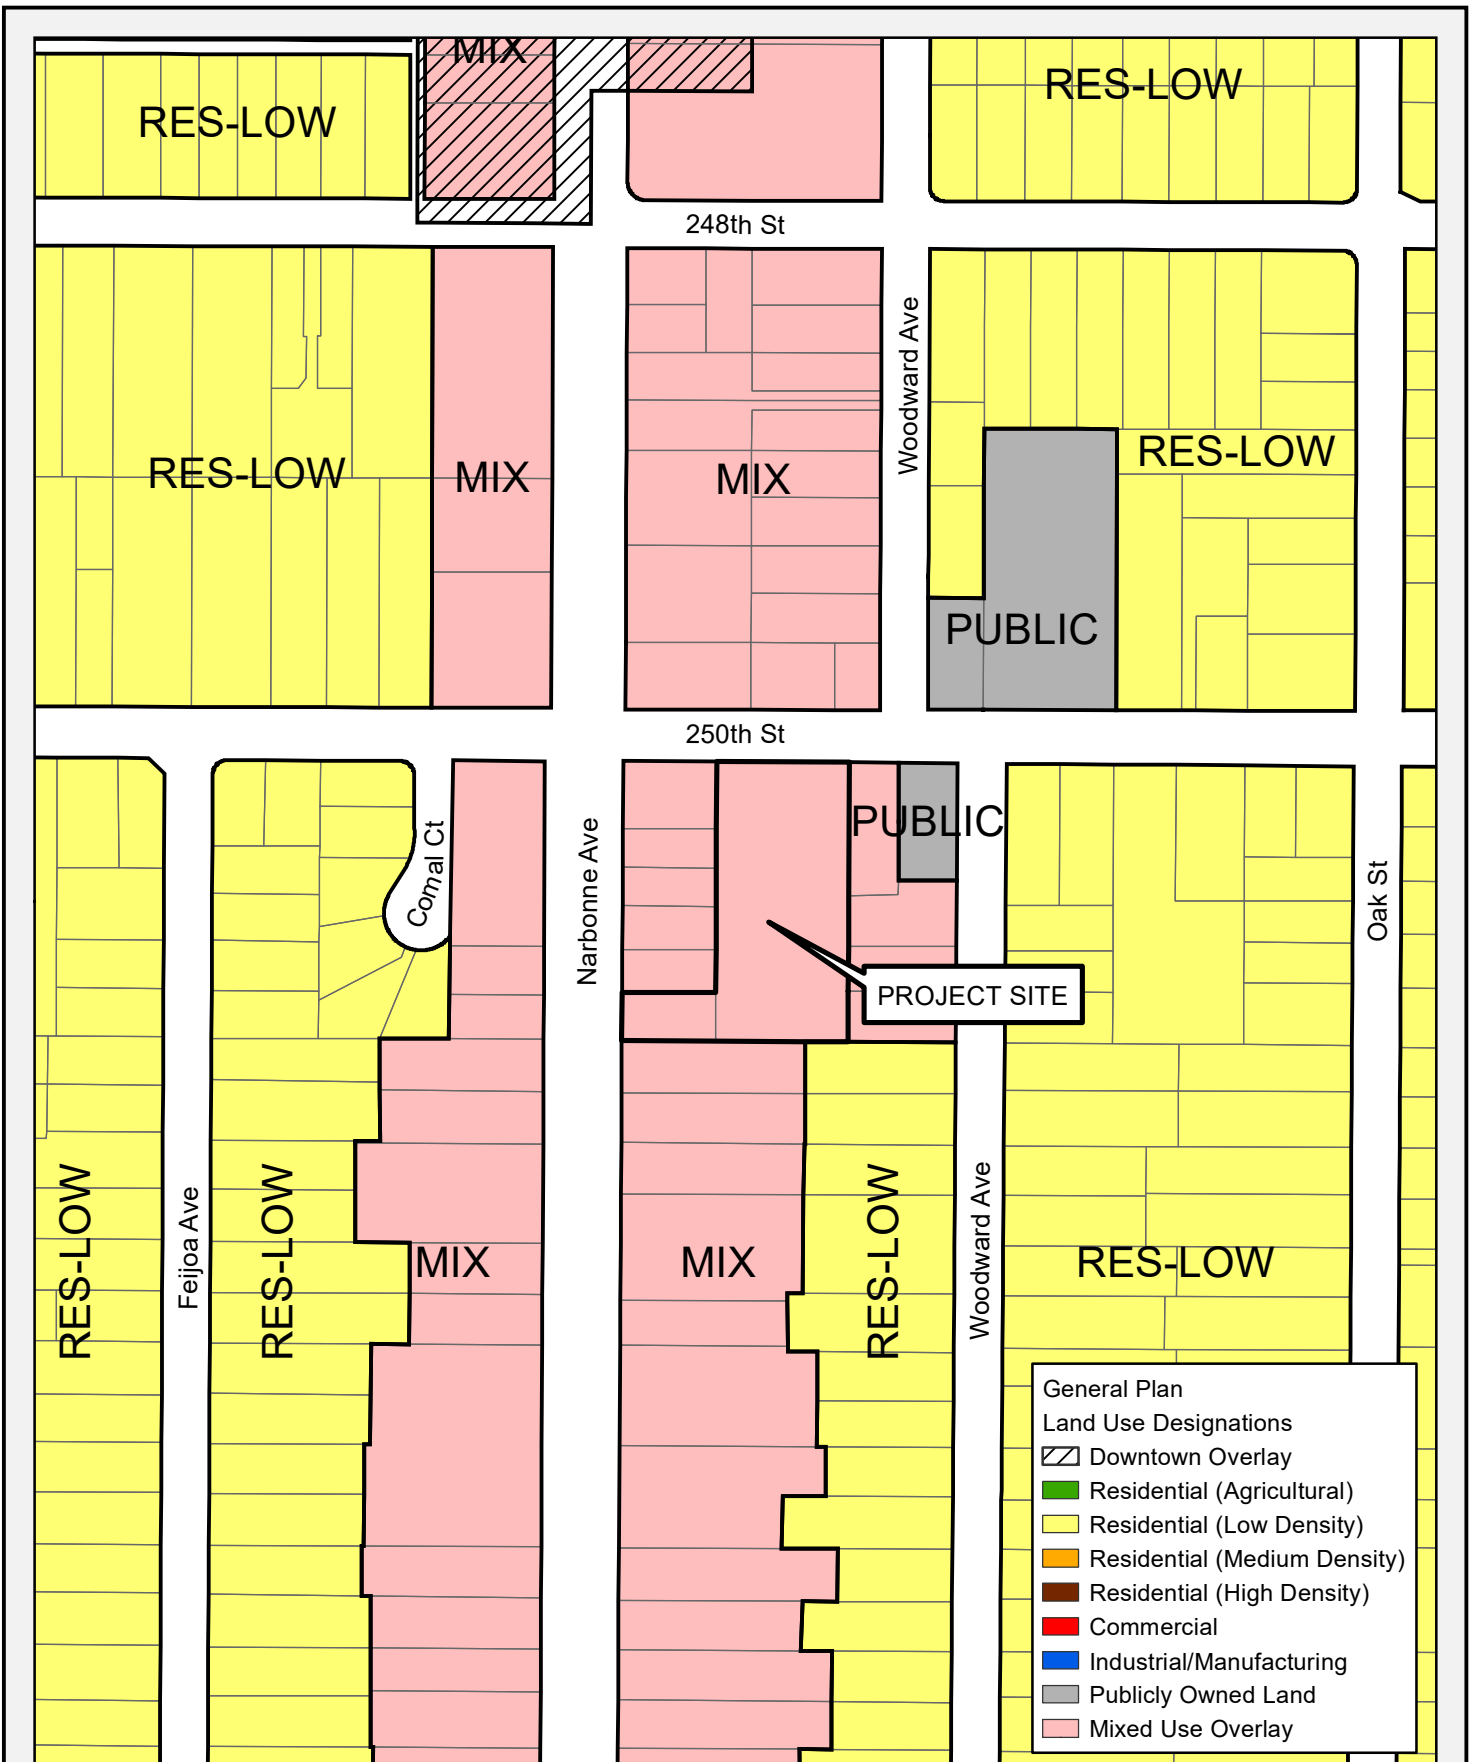 MIX
RES-LOW
RES-LOW
248th St
Woodward Ave
RES-LOW
MIX
MIX
RES-LOW
PUBLIC
250th St
Comal Ct
Narbonne Ave
PUBLIC
Oak St
PROJECT SITE
RES-LOW
Feijoa Ave
RES-LOW
MIX
MIX
RES-LOW
Woodward Ave
RES-LOW
General Plan
Land Use Designations
Downtown Overlay
Residential (Agricultural)
Residential (Low Density)
Residential (Medium Density)
Residential (High Density)
Commercial
Industrial/Manufacturing
Publicly Owned Land
Mixed Use Overlay